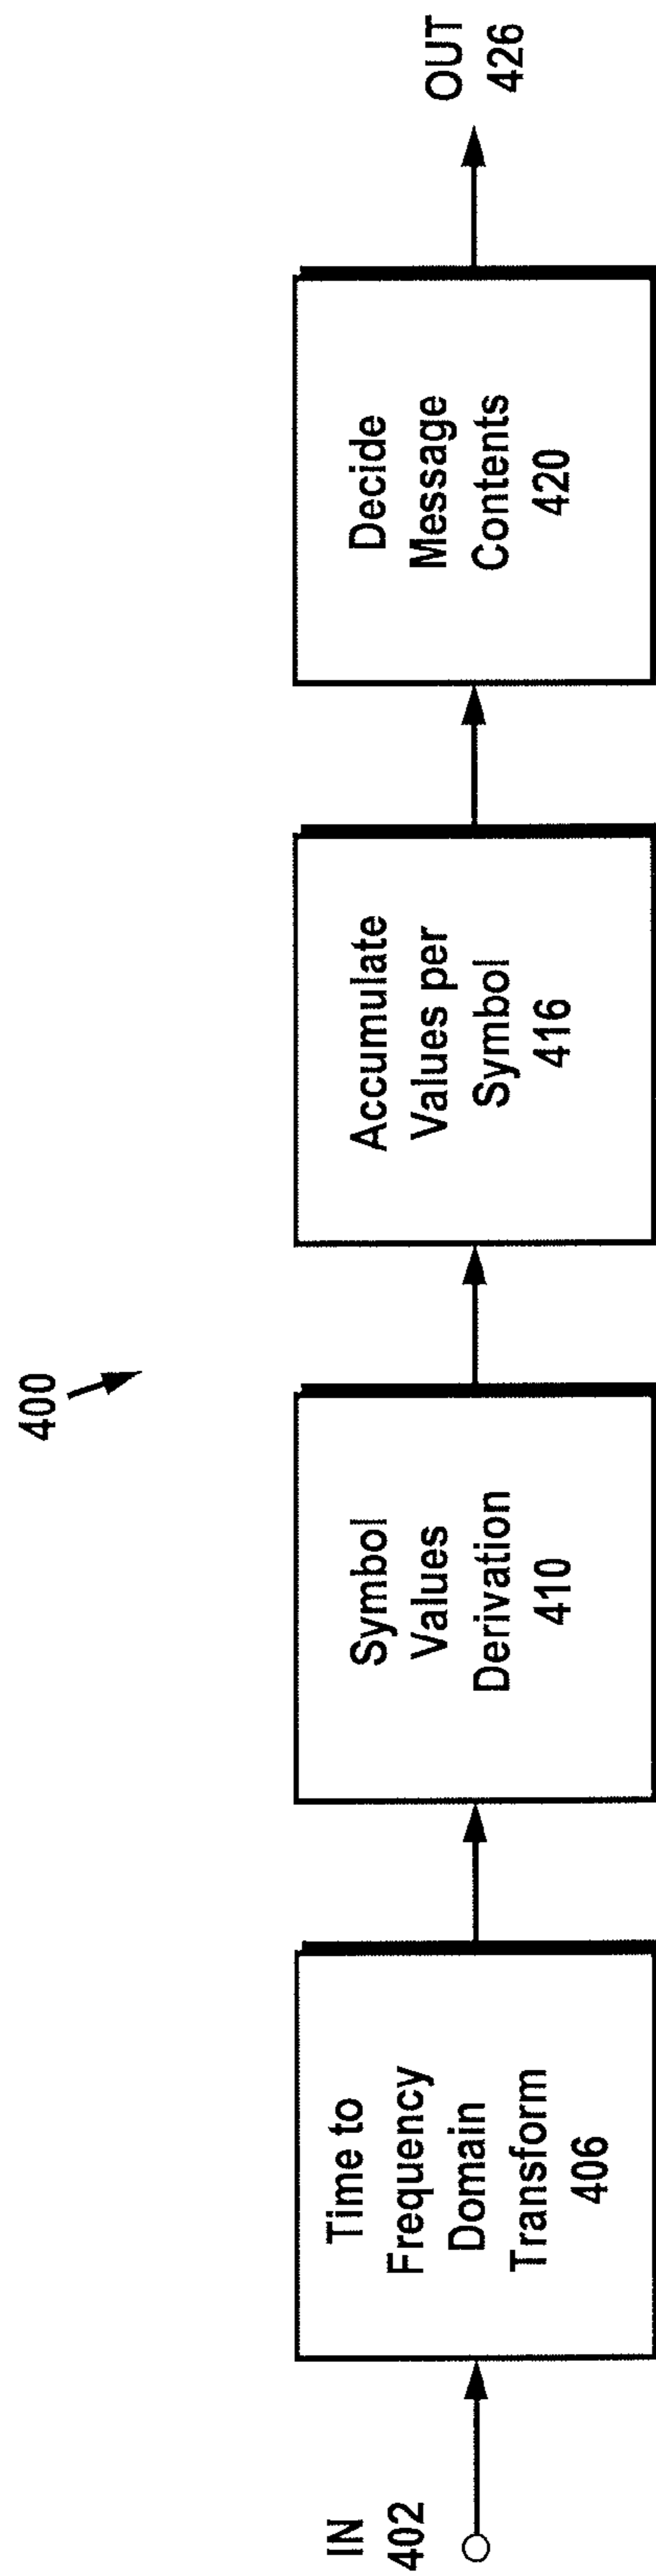 400
IN
402
Time to
Frequency
Domain
Transform
406
Symbol
Values
Derivation
410
Accumulate
Values per
Symbol
416
Decide
Message
Contents
420
OUT
426